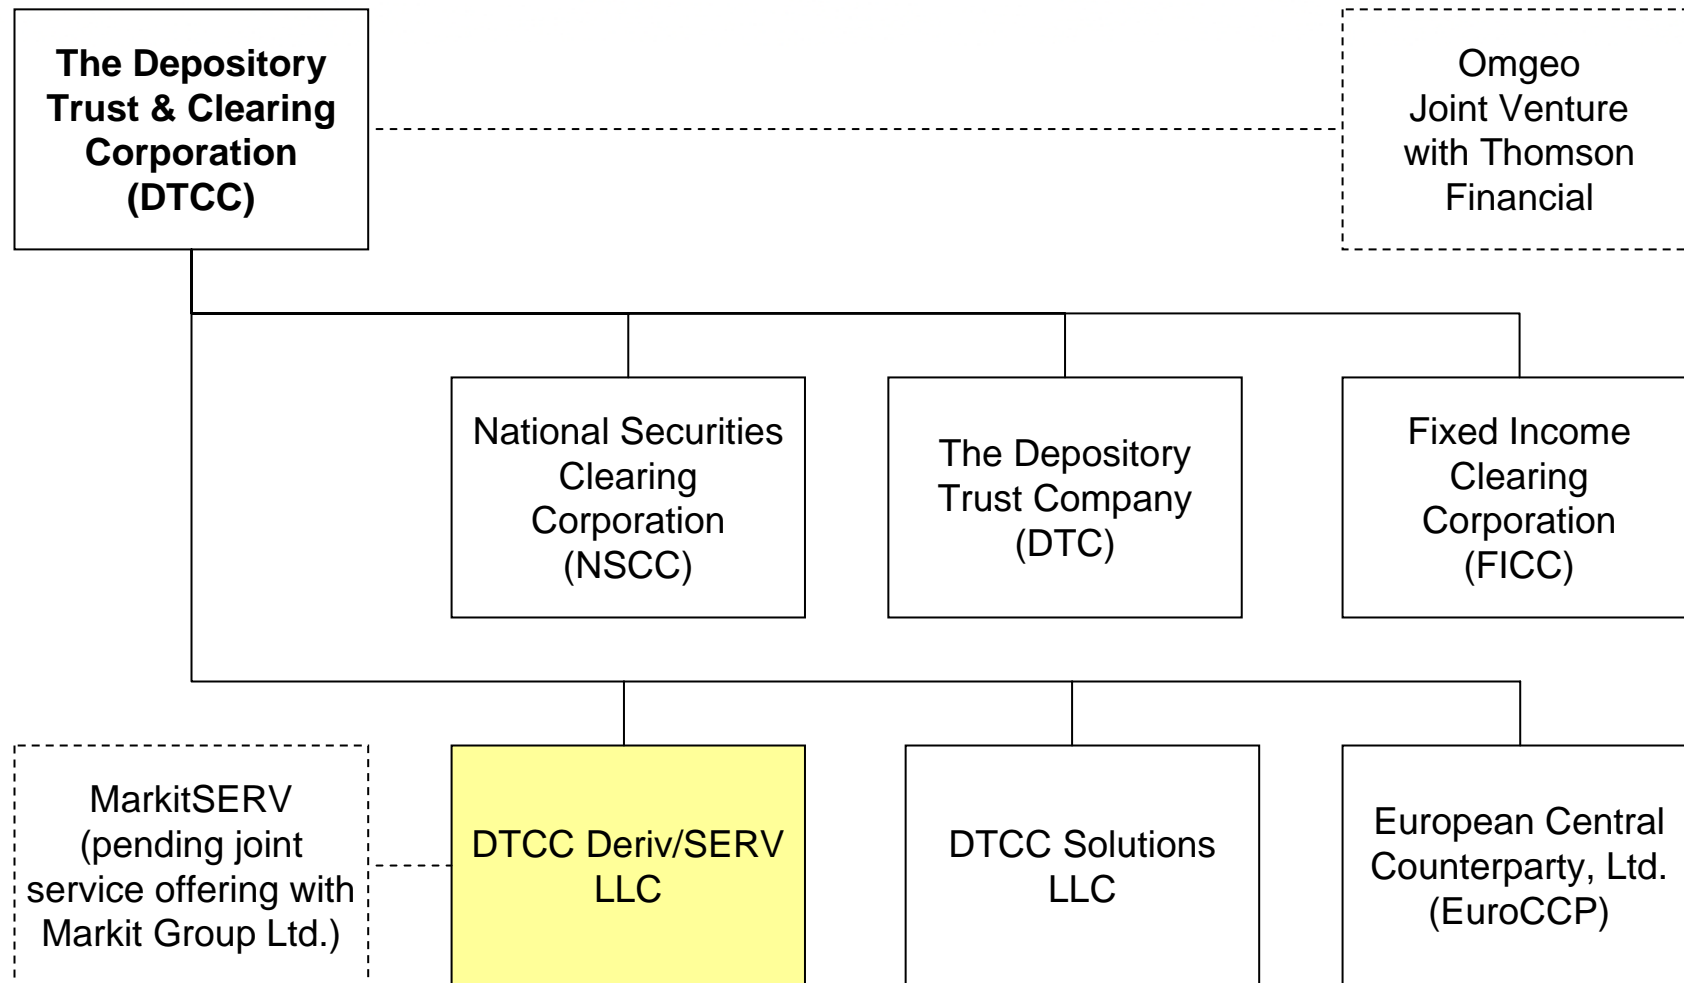 The Depository
Trust & Clearing
Corporation
(DTCC)
Omgeo
Joint Venture
with Thomson
Financial
National Securities
Clearing
Corporation
(NSCC)
The Depository
Trust Company
(DTC)
Fixed Income
Clearing
Corporation
(FICC)
MarkitSERV
(pending joint
service offering with
Markit Group Ltd.)
DTCC Deriv/SERV
LLC
DTCC Solutions
LLC
European Central
Counterparty, Ltd.
(EuroCCP)